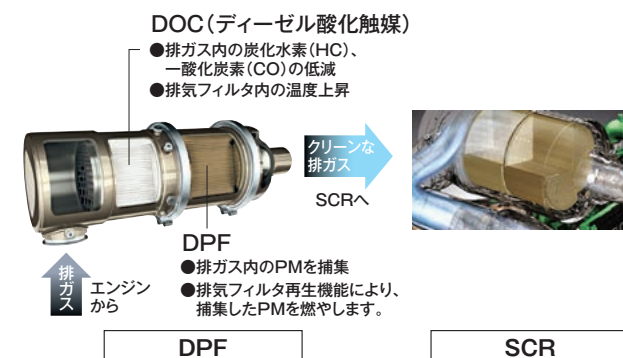 DOC(ディーゼル酸化触媒)
●排ガス内の炭化水素(HC)、
一酸化炭素(CO)の低減
●排気フィルタ内の温度上昇
クリーンな
排ガス
SCRへ
DPF
●排ガス内のPMを捕集
●排気フィルタ再生機能により、
捕集したPMを燃やします。
排ガス
エンジン
から
DPF
SCR